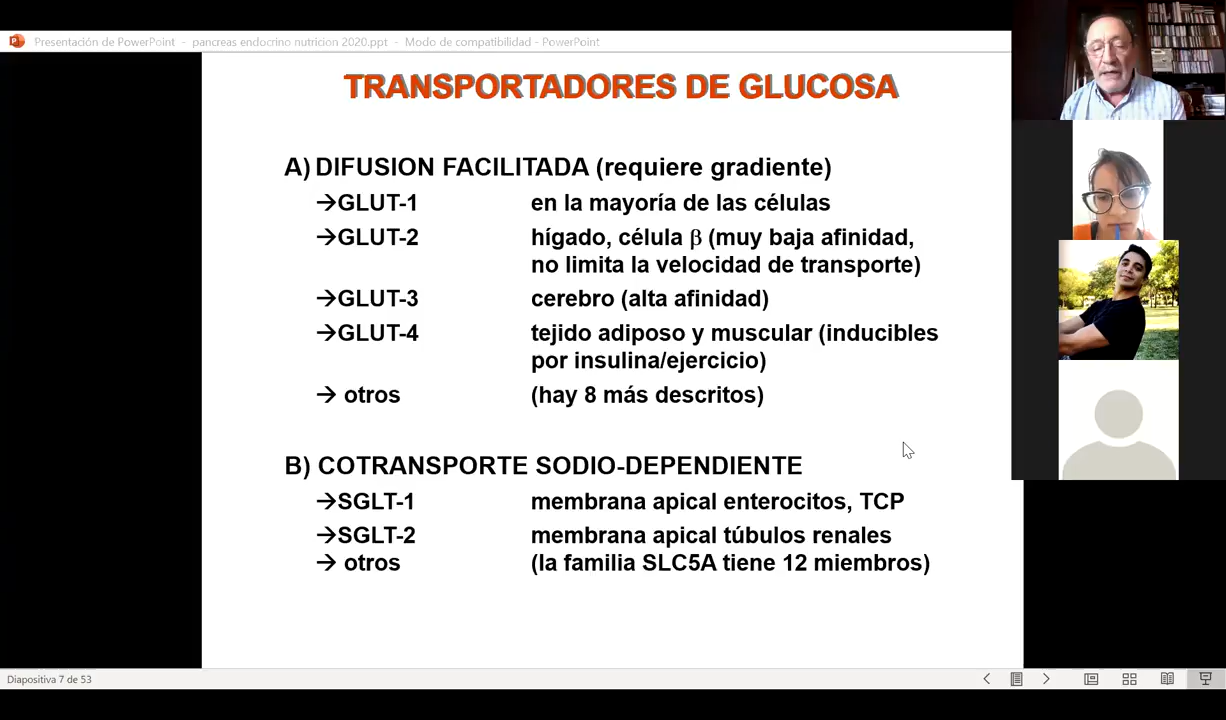 Presentación de PowerPoint - pancreas endocrino nutricion 2020.ppt - Modo de compatibilidad - PowerPoint
TRANSPORTADORES DE GLUCOSA
A) DIFUSION FACILITADA (requiere gradiente)
→GLUT-1 en la mayoría de las células
→GLUT-2 hígado, célula β (muy baja afinidad,
no limita la velocidad de transporte)
→GLUT-3 cerebro (alta afinidad)
→GLUT-4 tejido adiposo y muscular (inducibles
por insulina/ejercicio)
→ otros (hay 8 más descritos)
B) COTRANSPORTE SODIO-DEPENDIENTE
→SGLT-1 membrana apical enterocitos, TCP
→SGLT-2 membrana apical túbulos renales
→ otros (la familia SLC5A tiene 12 miembros)
Diapositiva 7 de 53